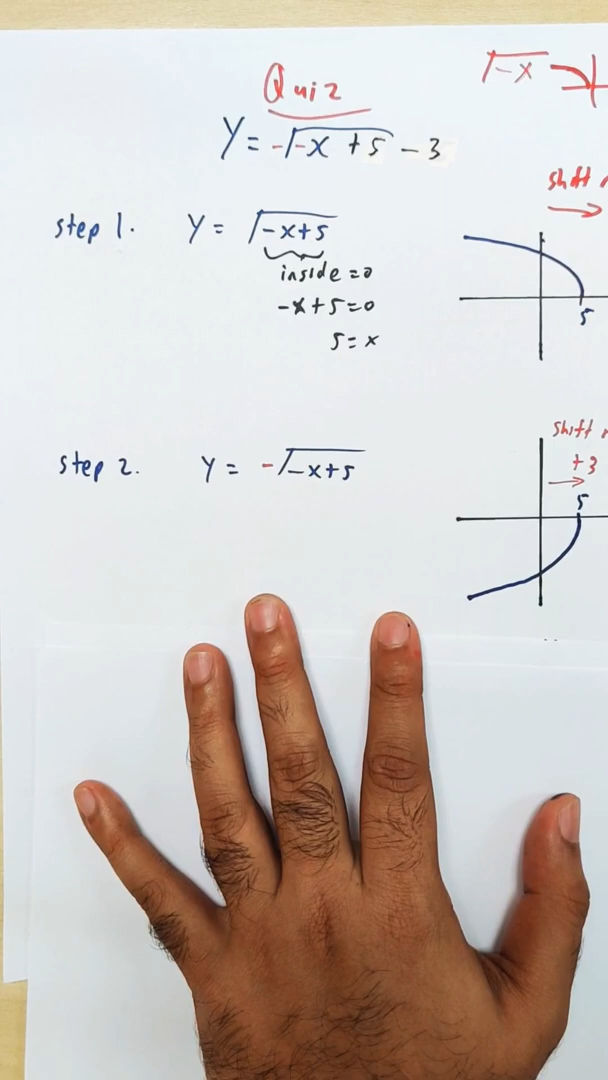 Quiz
√-x
Y = -√-x + 5 - 3
shift
step 1. Y = √-x+5
inside = 0
-x + 5 = 0
5 = x
5
shift
step 2. Y = -√-x+5
+3
5